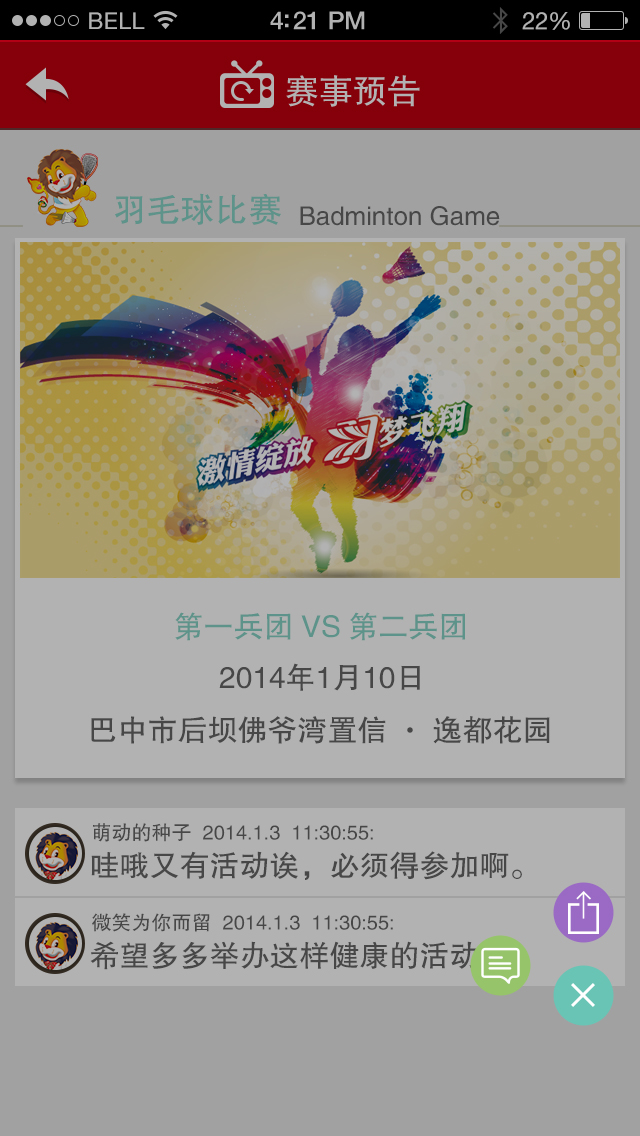 BELL 4:21 PM 22%
赛事预告
羽毛球比赛 Badminton Game
激情绽放 羽梦飞翔
第一兵团 VS 第二兵团
2014年1月10日
巴中市后坝佛爷湾置信 · 逸都花园
萌动的种子 2014.1.3 11:30:55:
哇哦又有活动诶，必须得参加啊。
微笑为你而留 2014.1.3 11:30:55:
希望多多举办这样健康的活动